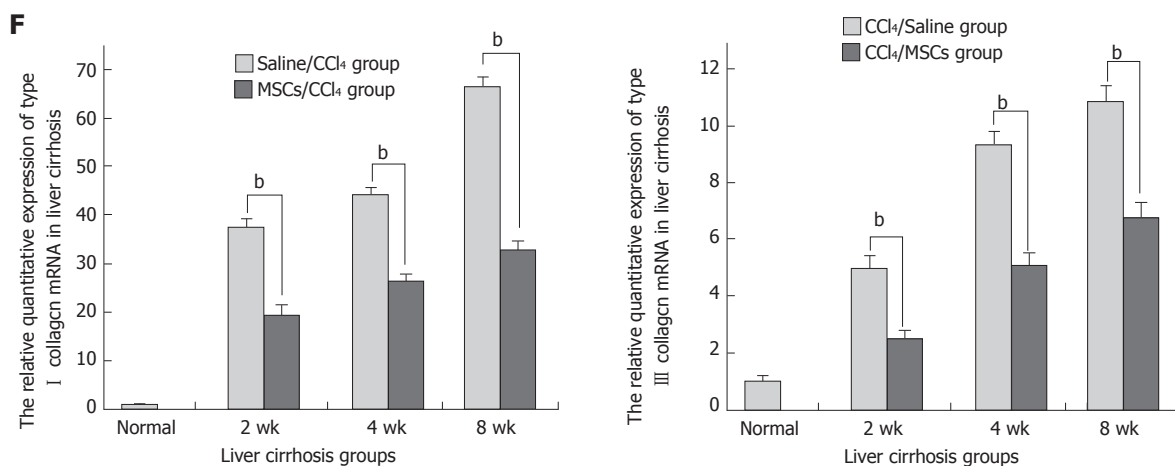 F
The relative quantitative expression of type
I collagcn mRNA in liver cirrhosis
70
60
50
40
30
20
10
0
Saline/CCl₄ group
MSCs/CCl₄ group
b
b
b
Normal
2 wk
4 wk
8 wk
Liver cirrhosis groups
The relative quantitative expression of type
III collagcn mRNA in liver cirrhosis
12
10
8
6
4
2
0
CCl₄/Saline group
CCl₄/MSCs group
b
b
b
Normal
2 wk
4 wk
8 wk
Liver cirrhosis groups